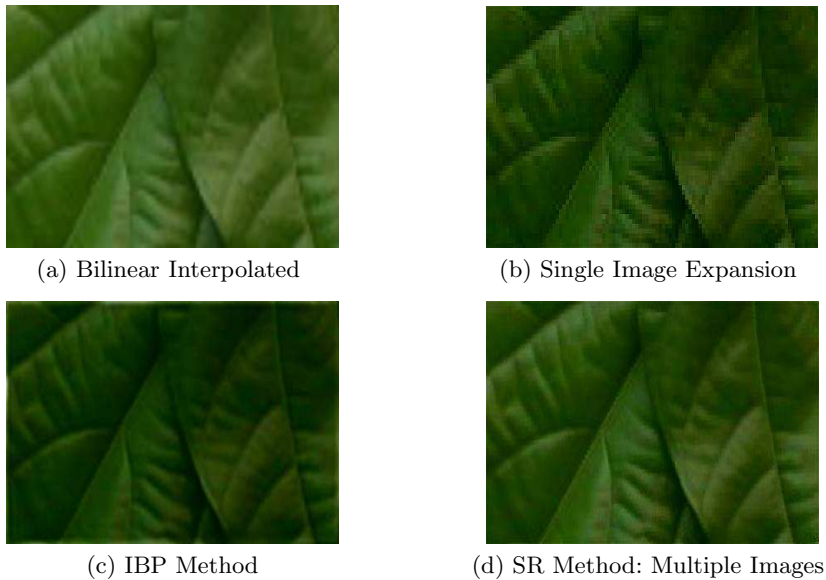 (a) Bilinear Interpolated
(b) Single Image Expansion
(c) IBP Method
(d) SR Method: Multiple Images